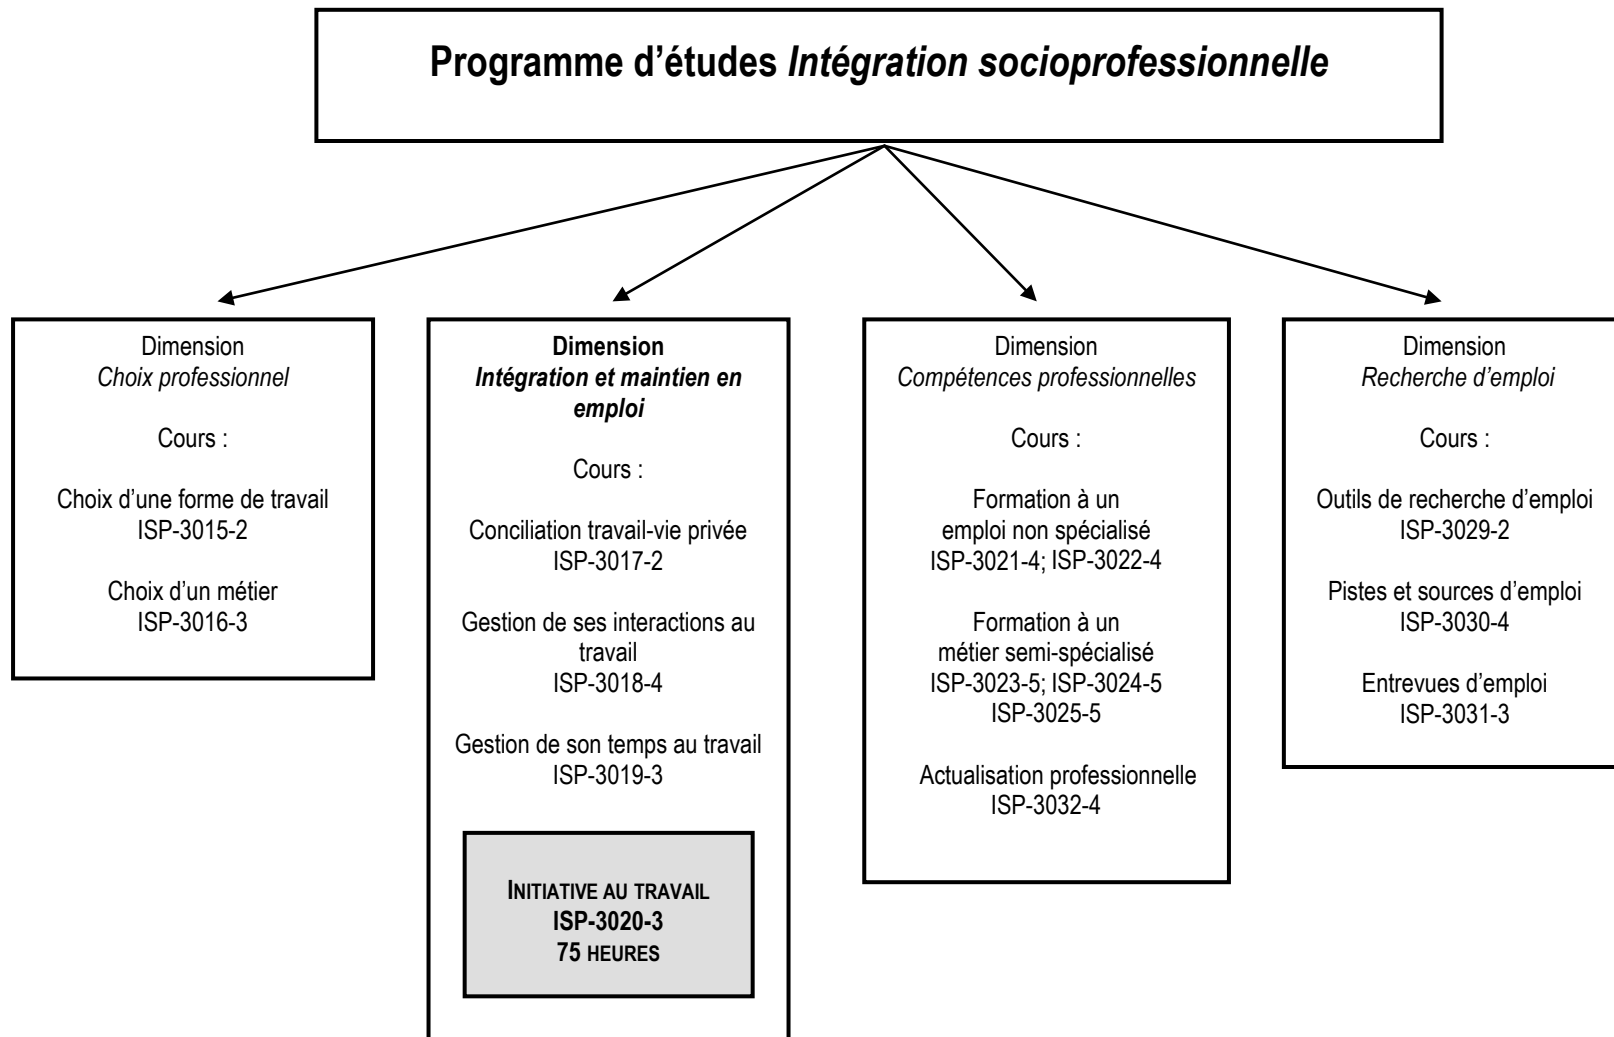 Programme d’études Intégration socioprofessionnelle
Dimension
Choix professionnel
Cours :
Choix d’une forme de travail
ISP-3015-2
Choix d’un métier
ISP-3016-3
Dimension
Intégration et maintien en
emploi
Cours :
Conciliation travail-vie privée
ISP-3017-2
Gestion de ses interactions au
travail
ISP-3018-4
Gestion de son temps au travail
ISP-3019-3
INITIATIVE AU TRAVAIL
ISP-3020-3
75 HEURES
Dimension
Compétences professionnelles
Cours :
Formation à un
emploi non spécialisé
ISP-3021-4; ISP-3022-4
Formation à un
métier semi-spécialisé
ISP-3023-5; ISP-3024-5
ISP-3025-5
Actualisation professionnelle
ISP-3032-4
Dimension
Recherche d’emploi
Cours :
Outils de recherche d’emploi
ISP-3029-2
Pistes et sources d’emploi
ISP-3030-4
Entrevues d’emploi
ISP-3031-3